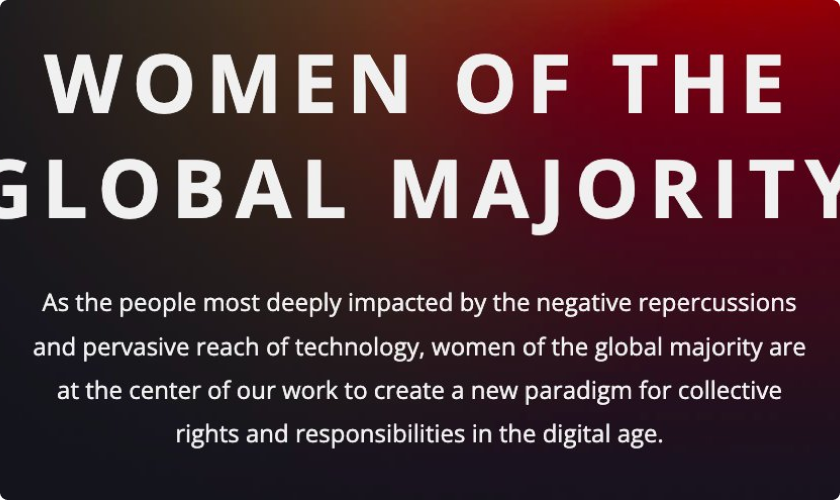 WOMEN OF THE
GLOBAL MAJORITY
As the people most deeply impacted by the negative repercussions
and pervasive reach of technology, women of the global majority are
at the center of our work to create a new paradigm for collective
rights and responsibilities in the digital age.